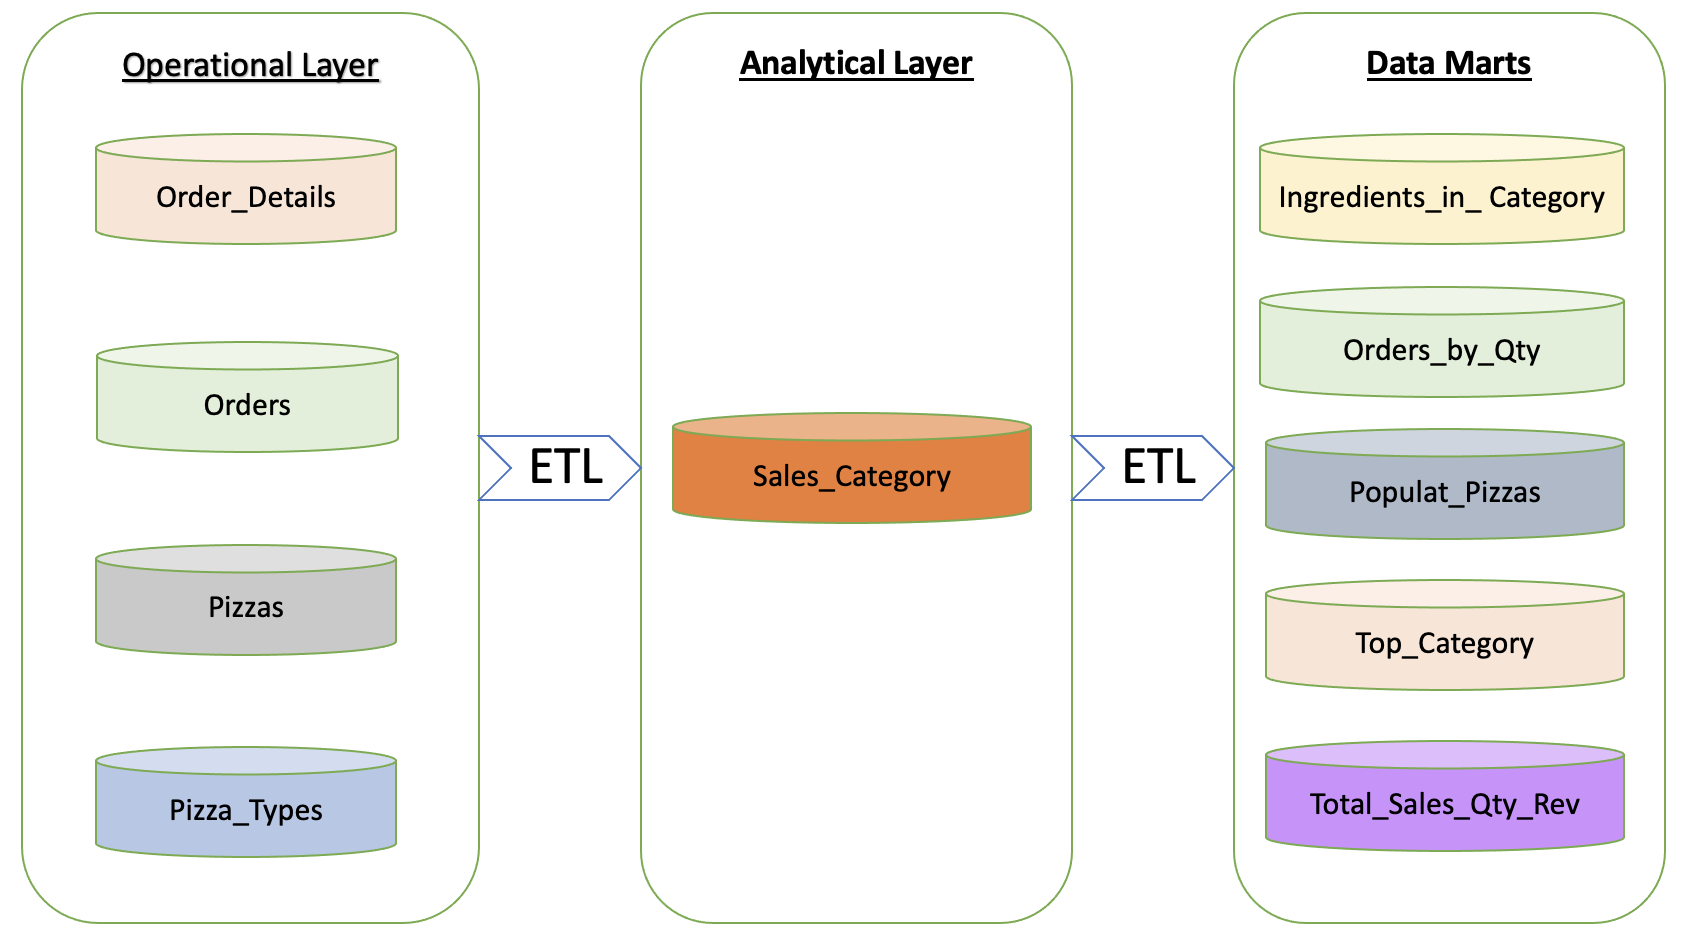 Operational Layer
Order_Details
Orders
Pizzas
Pizza_Types
ETL
Analytical Layer
Sales_Category
ETL
Data Marts
Ingredients_in_ Category
Orders_by_Qty
Populat_Pizzas
Top_Category
Total_Sales_Qty_Rev